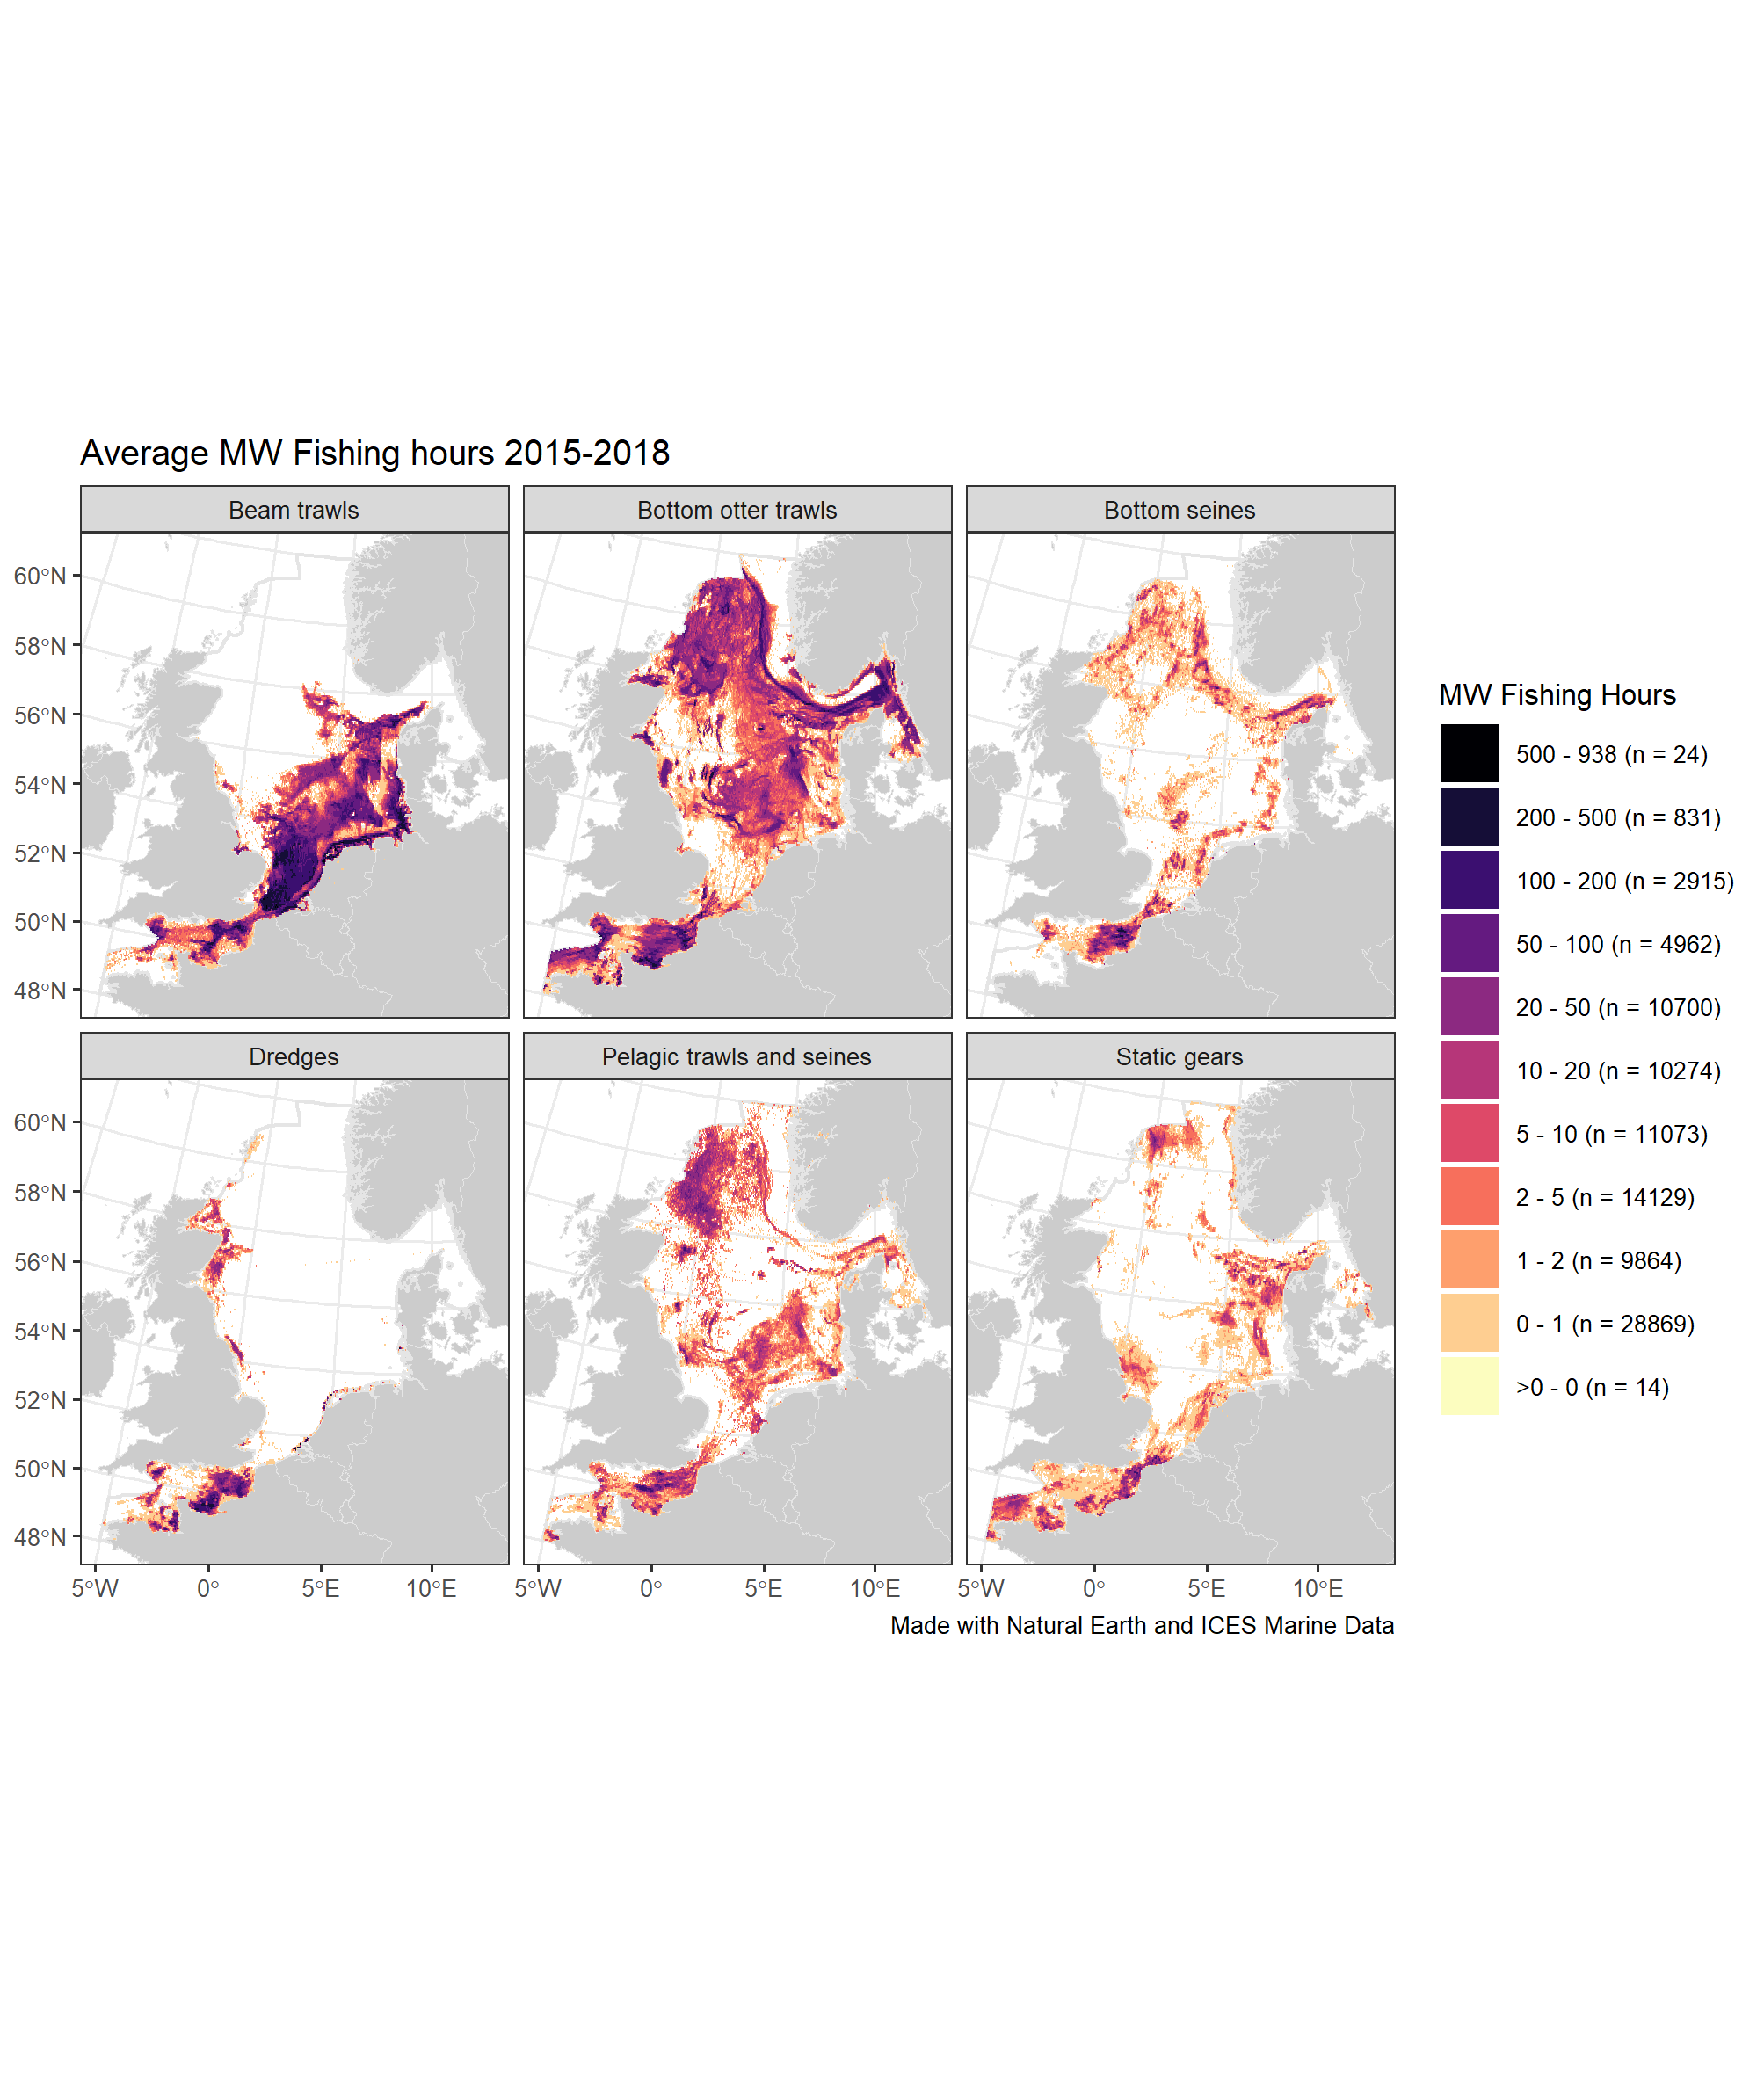 Average MW Fishing hours 2015-2018
Beam trawls
Bottom otter trawls
Bottom seines
60°N
58°N
56°N
54°N
52°N
50°N
48°N
Dredges
Pelagic trawls and seines
Static gears
60°N
58°N
56°N
54°N
52°N
50°N
48°N
5°W 0° 5°E 10°E
5°W 0° 5°E 10°E
5°W 0° 5°E 10°E
Made with Natural Earth and ICES Marine Data
MW Fishing Hours
500 - 938 (n = 24)
200 - 500 (n = 831)
100 - 200 (n = 2915)
50 - 100 (n = 4962)
20 - 50 (n = 10700)
10 - 20 (n = 10274)
5 - 10 (n = 11073)
2 - 5 (n = 14129)
1 - 2 (n = 9864)
0 - 1 (n = 28869)
>0 - 0 (n = 14)